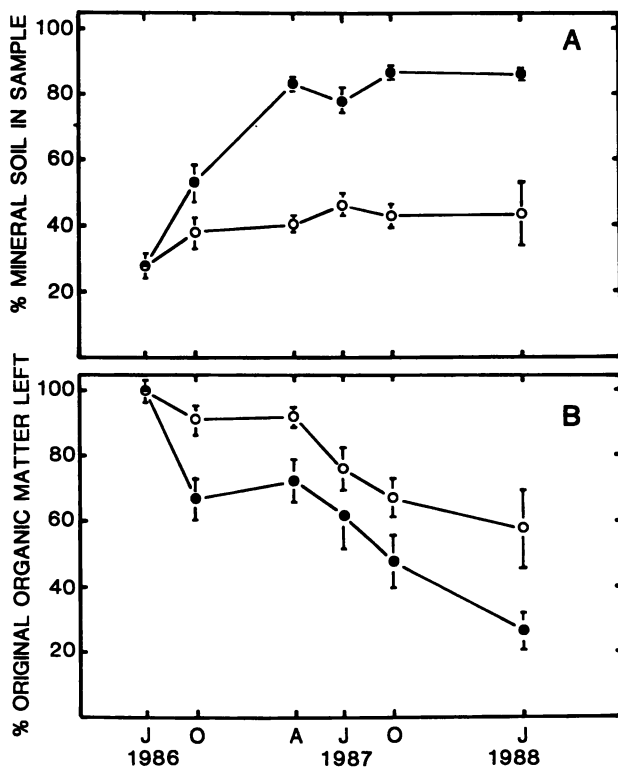 % MINERAL SOIL IN SAMPLE
100
80
60
40
20
A
% ORIGINAL ORGANIC MATTER LEFT
100
80
60
40
20
B
J O A J O J
1986 1987 1988